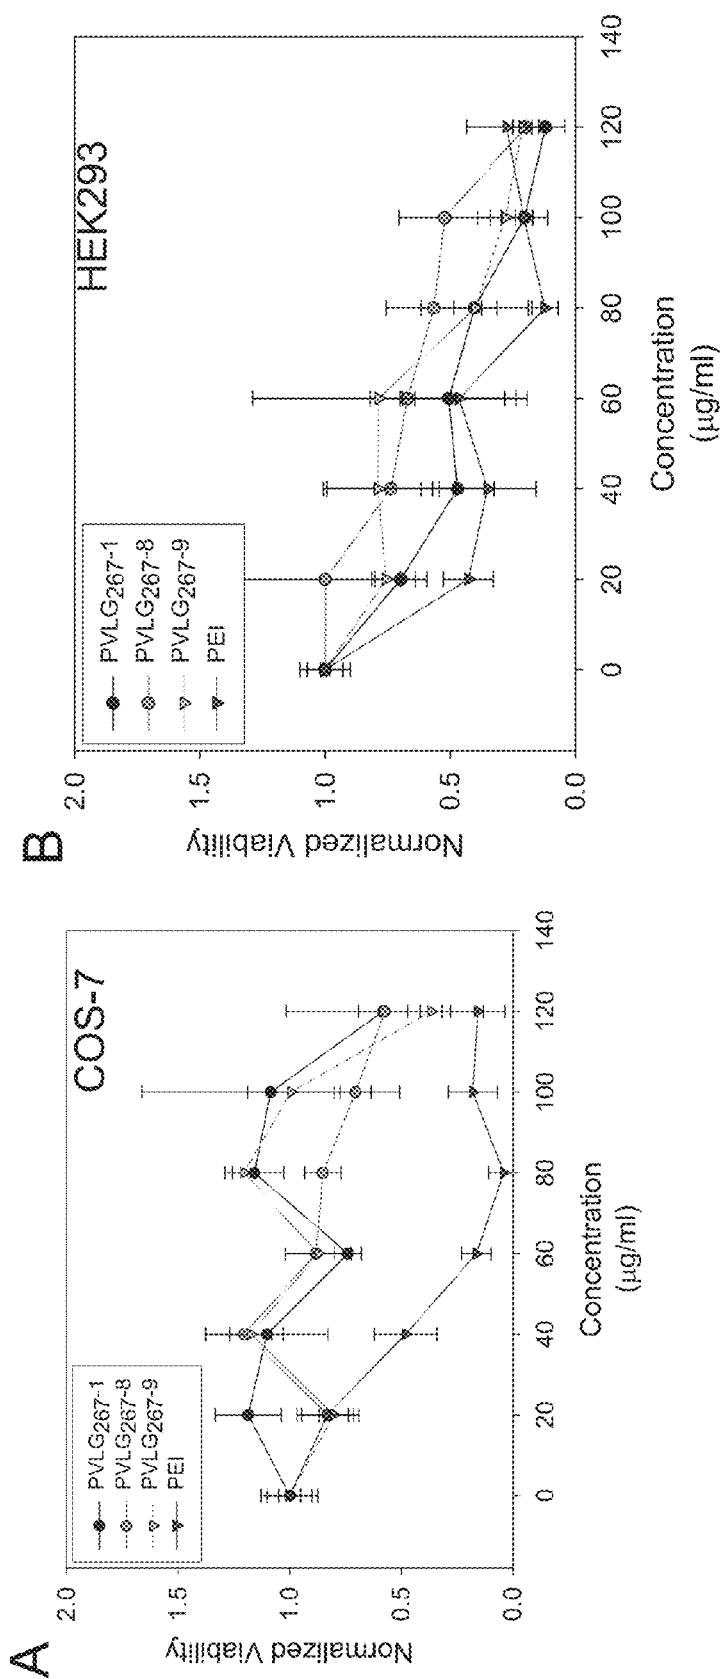 A
COS-7
PVLG267-1
PVLG267-8
PVLG267-9
PEI
Normalized Viability
2.0
1.5
1.0
0.5
0.0
0 20 40 60 80 100 120 140
Concentration
(µg/ml)
B
HEK293
PVLG267-1
PVLG267-8
PVLG267-9
PEI
Normalized Viability
2.0
1.5
1.0
0.5
0.0
0 20 40 60 80 100 120 140
Concentration
(µg/ml)